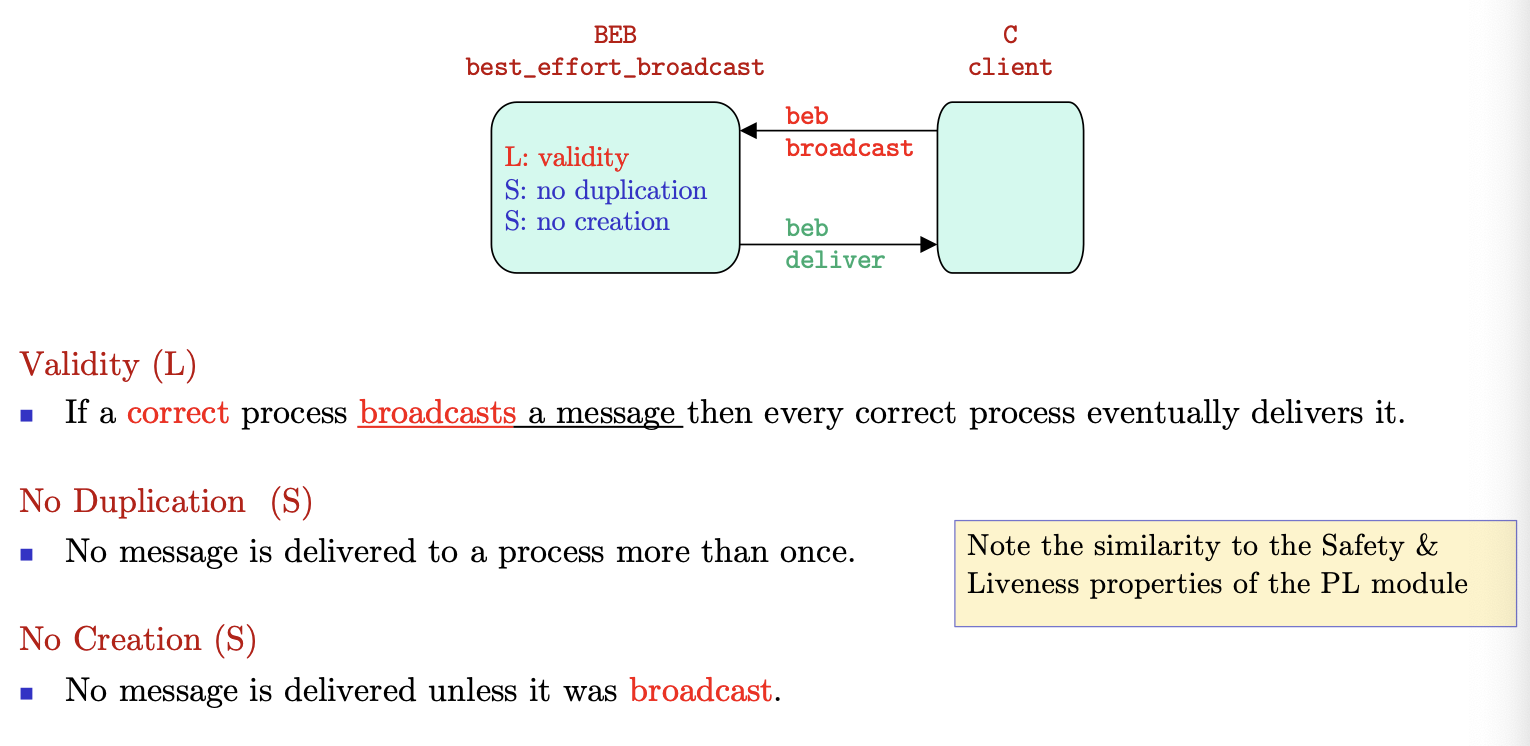 BEB
best_effort_broadcast
C
client
L: validity
S: no duplication
S: no creation
beb
broadcast
beb
deliver
Validity (L)
If a correct process broadcasts a message then every correct process eventually delivers it.
No Duplication (S)
No message is delivered to a process more than once.
Note the similarity to the Safety &
Liveness properties of the PL module
No Creation (S)
No message is delivered unless it was broadcast.